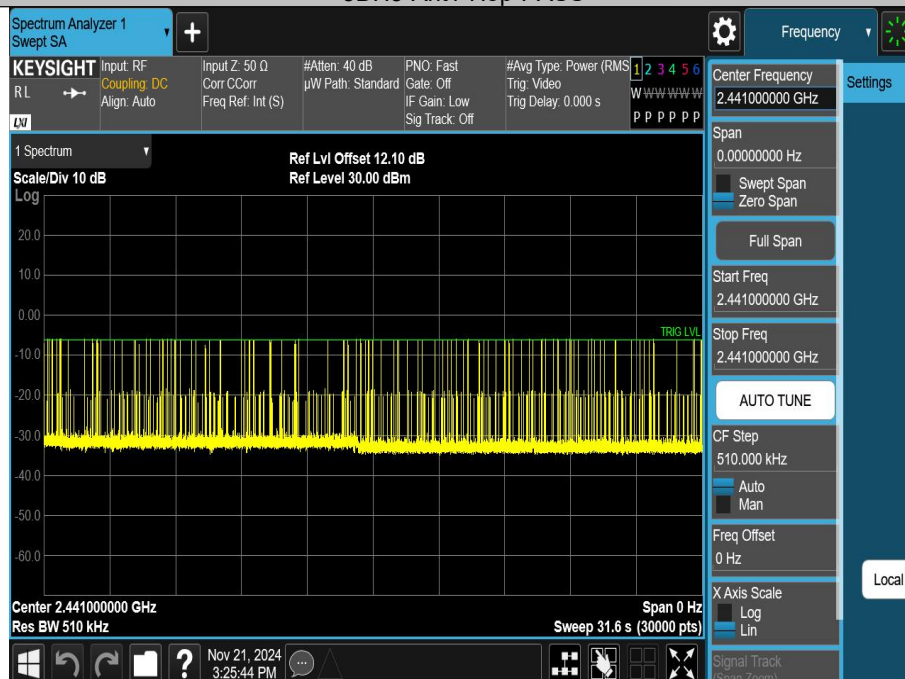 Spectrum Analyzer 1
Swept SA
Frequency
KEYSIGHT
RL
LXI
Input: RF
Coupling: DC
Align: Auto
Input Z: 50 Ω
Corr CCorr
Freq Ref: Int (S)
#Atten: 40 dB
µW Path: Standard
PNO: Fast
Gate: Off
IF Gain: Low
Sig Track: Off
#Avg Type: Power (RMS
Trig: Video
Trig Delay: 0.000 s
1 2 3 4 5 6
W W W W W W
P P P P P P
1 Spectrum
Scale/Div 10 dB
Log
Ref Lvl Offset 12.10 dB
Ref Level 30.00 dBm
20.0
10.0
0.00
TRIG LVL
-10.0
-20.0
-30.0
-40.0
-50.0
-60.0
Center 2.441000000 GHz
Res BW 510 kHz
Span 0 Hz
Sweep 31.6 s (30000 pts)
Center Frequency
2.441000000 GHz
Settings
Span
0.00000000 Hz
Swept Span
Zero Span
Full Span
Start Freq
2.441000000 GHz
Stop Freq
2.441000000 GHz
AUTO TUNE
CF Step
510.000 kHz
Auto
Man
Freq Offset
0 Hz
X Axis Scale
Log
Lin
Local
Signal Track
(Span Zoom)
?
Nov 21, 2024
3:25:44 PM